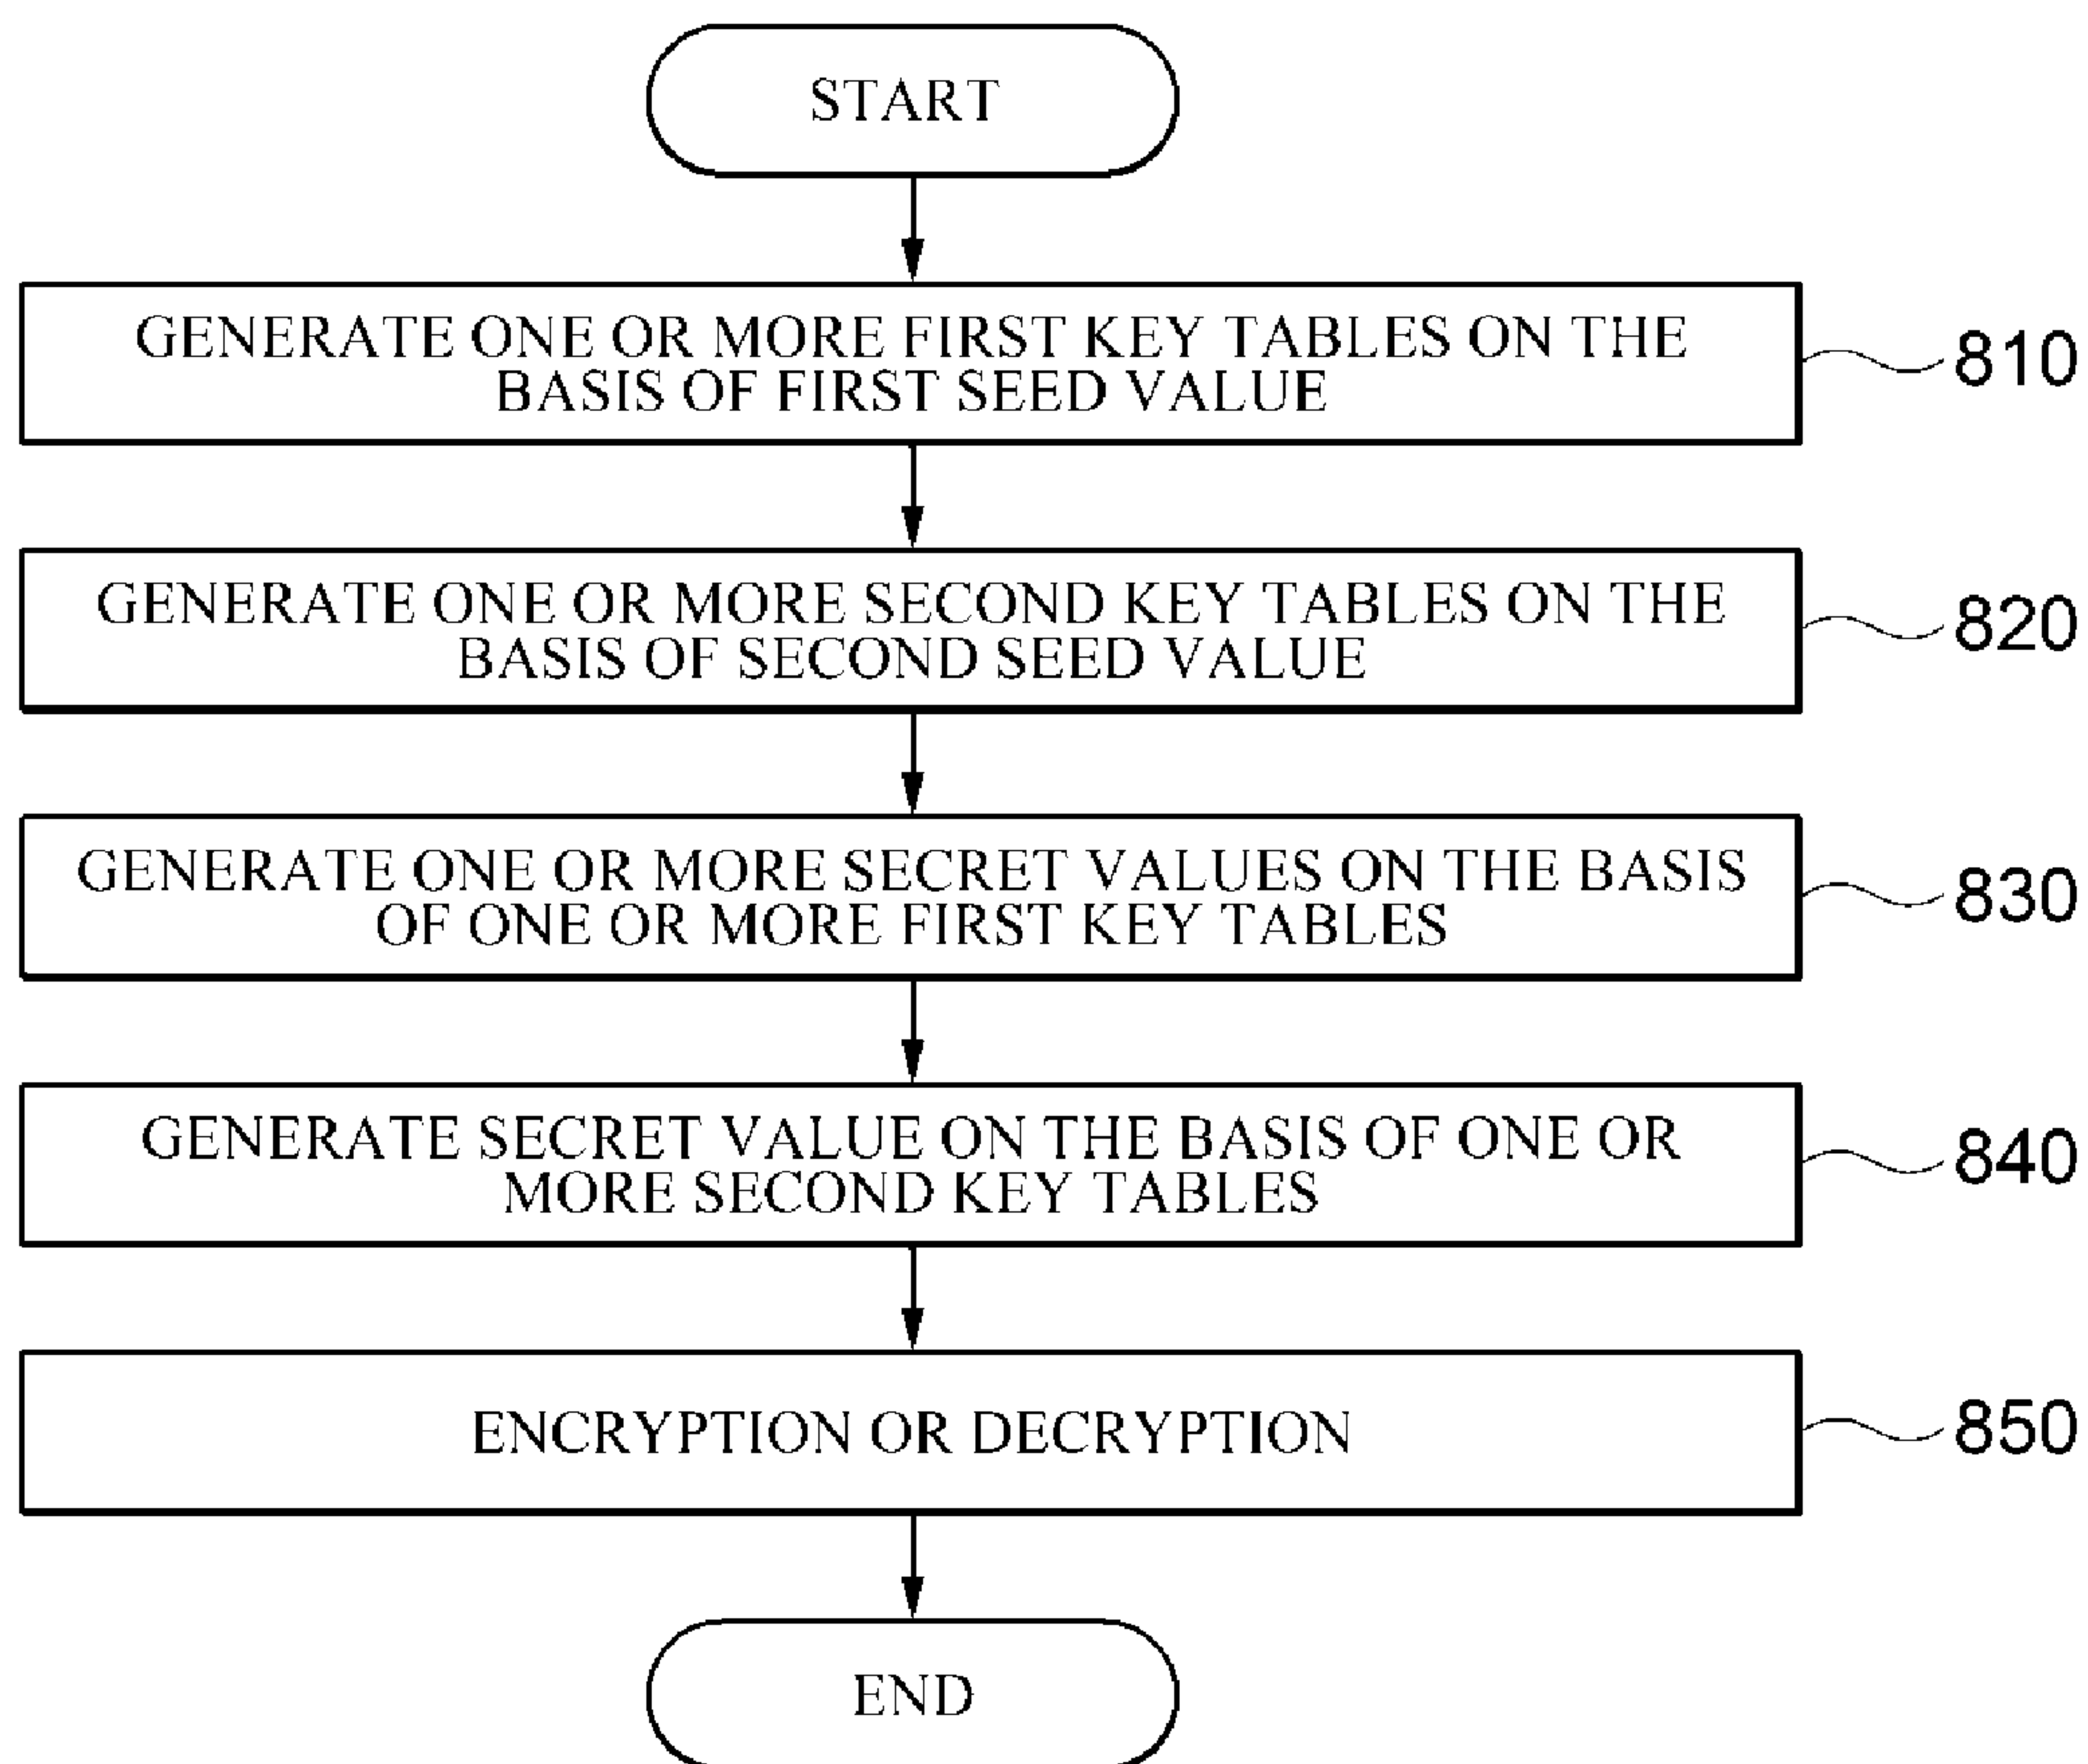 START
GENERATE ONE OR MORE FIRST KEY TABLES ON THE
BASIS OF FIRST SEED VALUE
810
GENERATE ONE OR MORE SECOND KEY TABLES ON THE
BASIS OF SECOND SEED VALUE
820
GENERATE ONE OR MORE SECRET VALUES ON THE BASIS
OF ONE OR MORE FIRST KEY TABLES
830
GENERATE SECRET VALUE ON THE BASIS OF ONE OR
MORE SECOND KEY TABLES
840
ENCRYPTION OR DECRYPTION
850
END